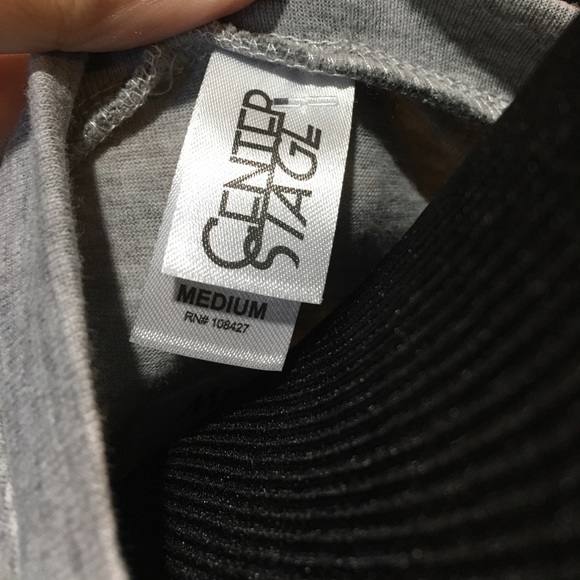 CENTER
STAGE
MEDIUM
RN# 108427